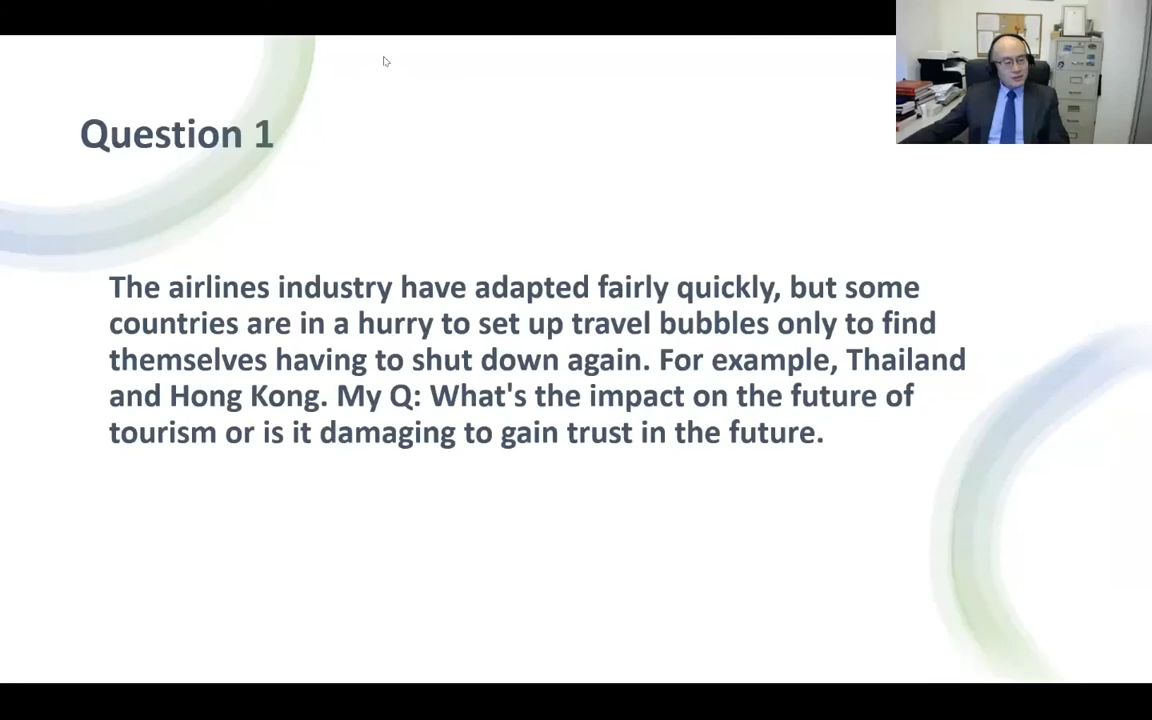 Question 1
The airlines industry have adapted fairly quickly, but some
countries are in a hurry to set up travel bubbles only to find
themselves having to shut down again. For example, Thailand
and Hong Kong. My Q: What's the impact on the future of
tourism or is it damaging to gain trust in the future.